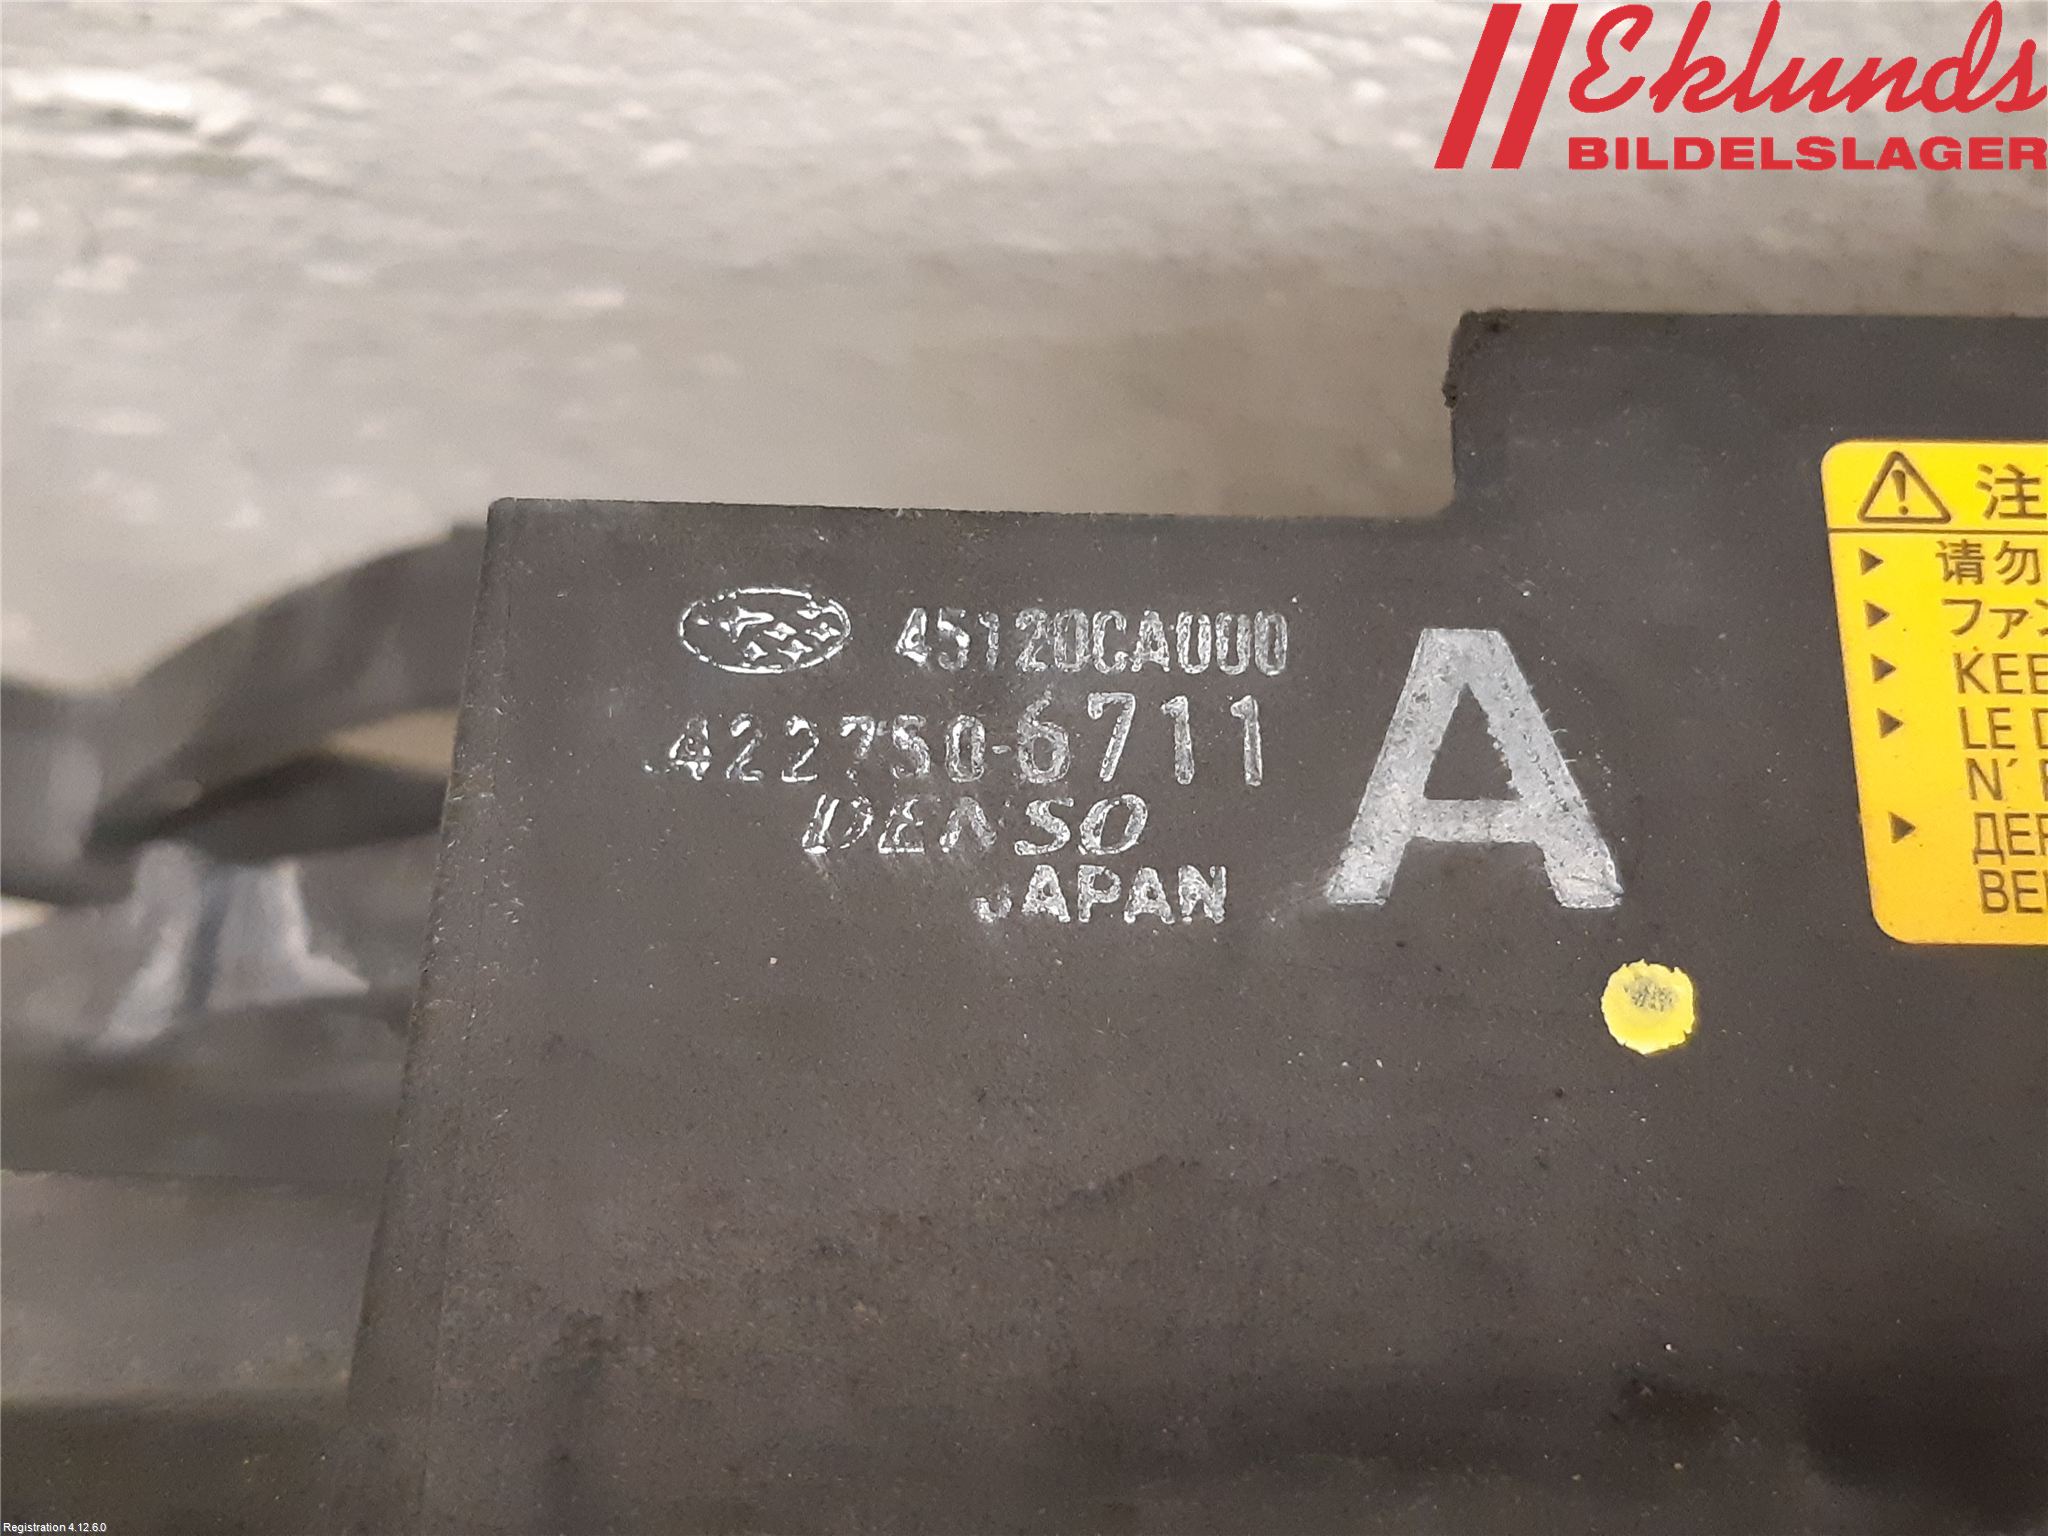 Eklunds
BILDELSLAGER
45120CA000
422750-6711
DENSO
JAPAN
A
注
请勿
ファン
KEE
LE D
N'
ДЕР
ВЕ
Registration 4.12.6.0